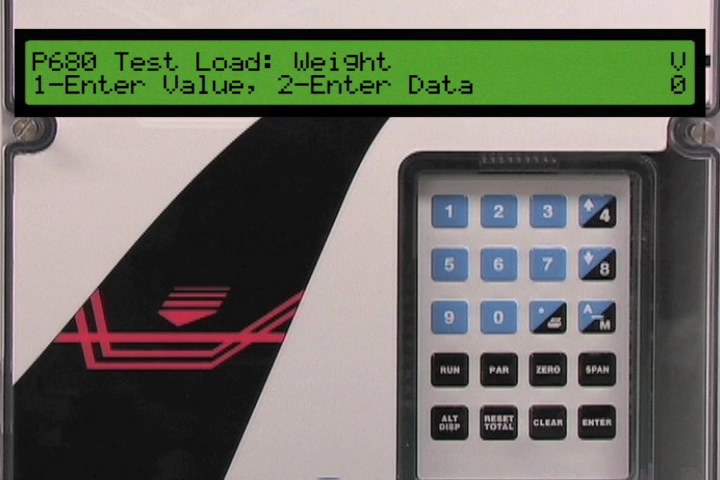 P680 Test Load: Weight V
1-Enter Value, 2-Enter Data 0
1 2 3 4
5 6 7 8
9 0 A-M
RUN PAR ZERO SPAN
ALT DISP RESET TOTAL CLEAR ENTER